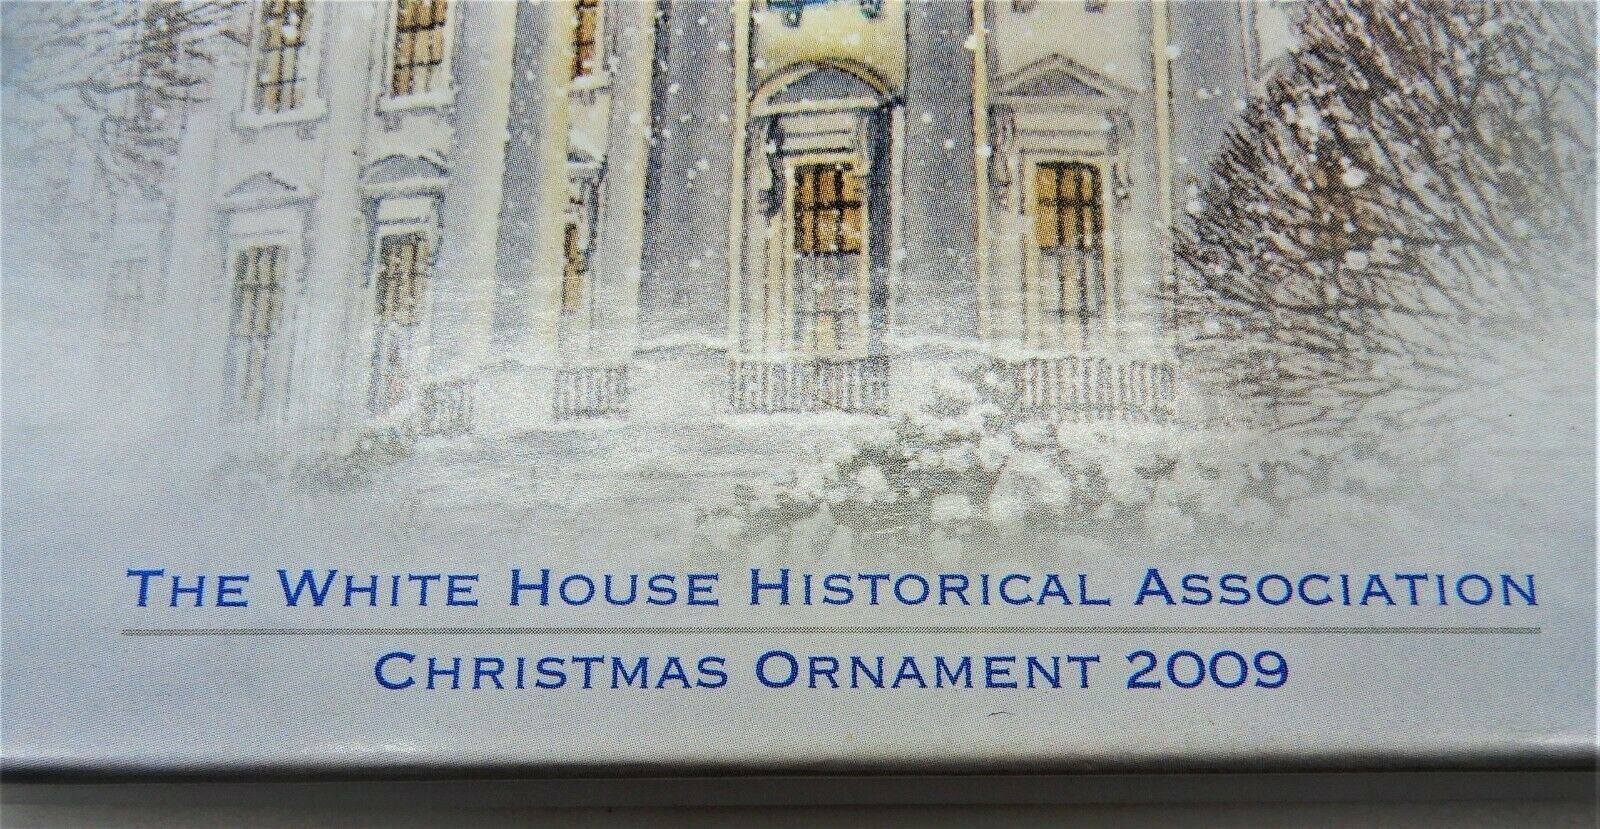 THE WHITE HOUSE HISTORICAL ASSOCIATION
CHRISTMAS ORNAMENT 2009